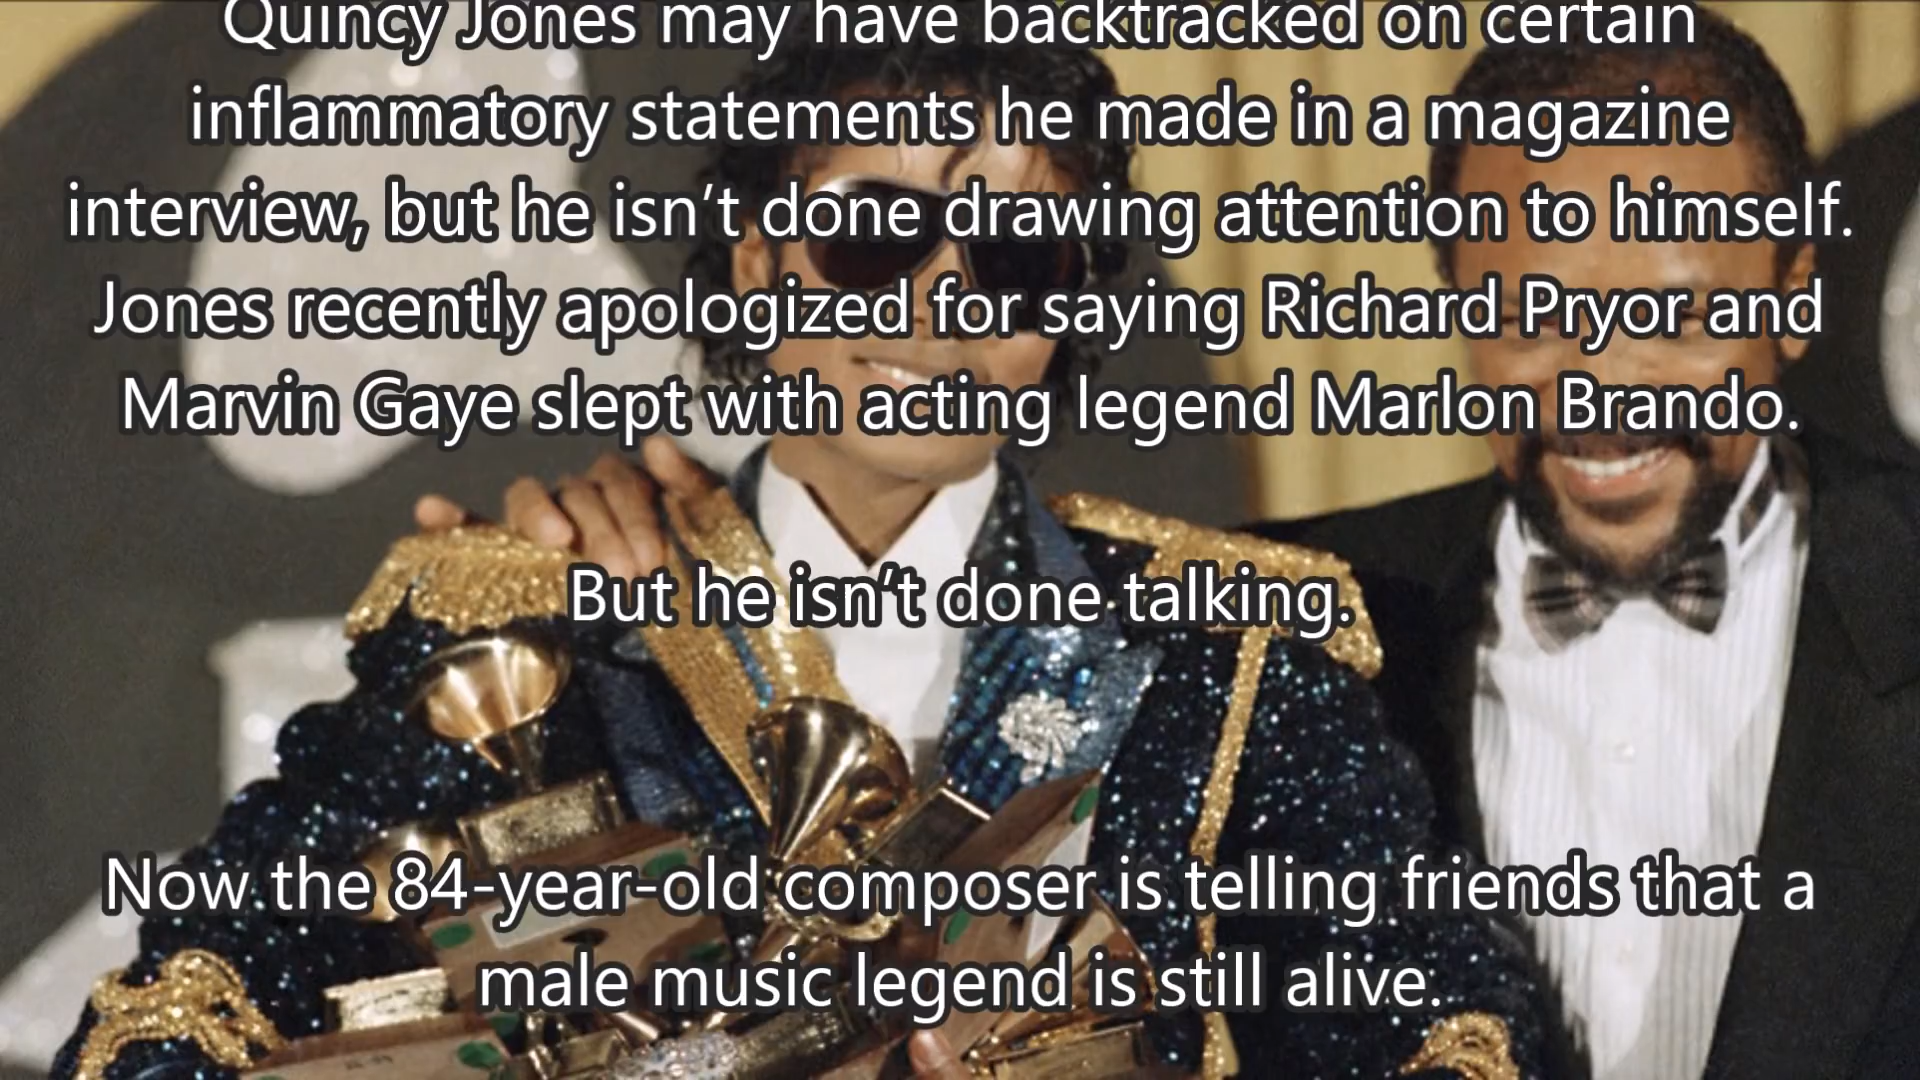 Quincy Jones may have backtracked on certain
inflammatory statements he made in a magazine
interview, but he isn’t done drawing attention to himself.
Jones recently apologized for saying Richard Pryor and
Marvin Gaye slept with acting legend Marlon Brando.
But he isn’t done talking.
Now the 84-year-old composer is telling friends that a
male music legend is still alive.